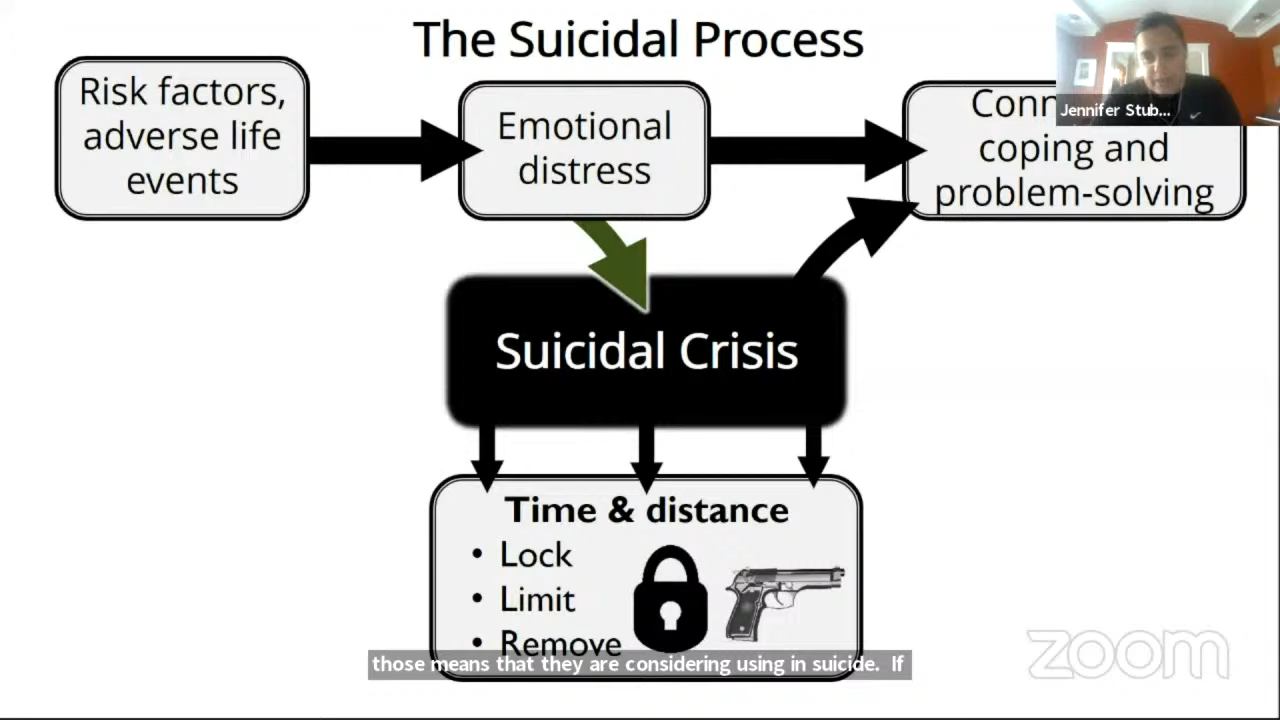 The Suicidal Process
Risk factors,
adverse life
events
Emotional
distress
coping and
problem-solving
Jennifer Stub...
Suicidal Crisis
Time & distance
• Lock
• Limit
• Remove
those means that they are considering using in suicide. If
zoom